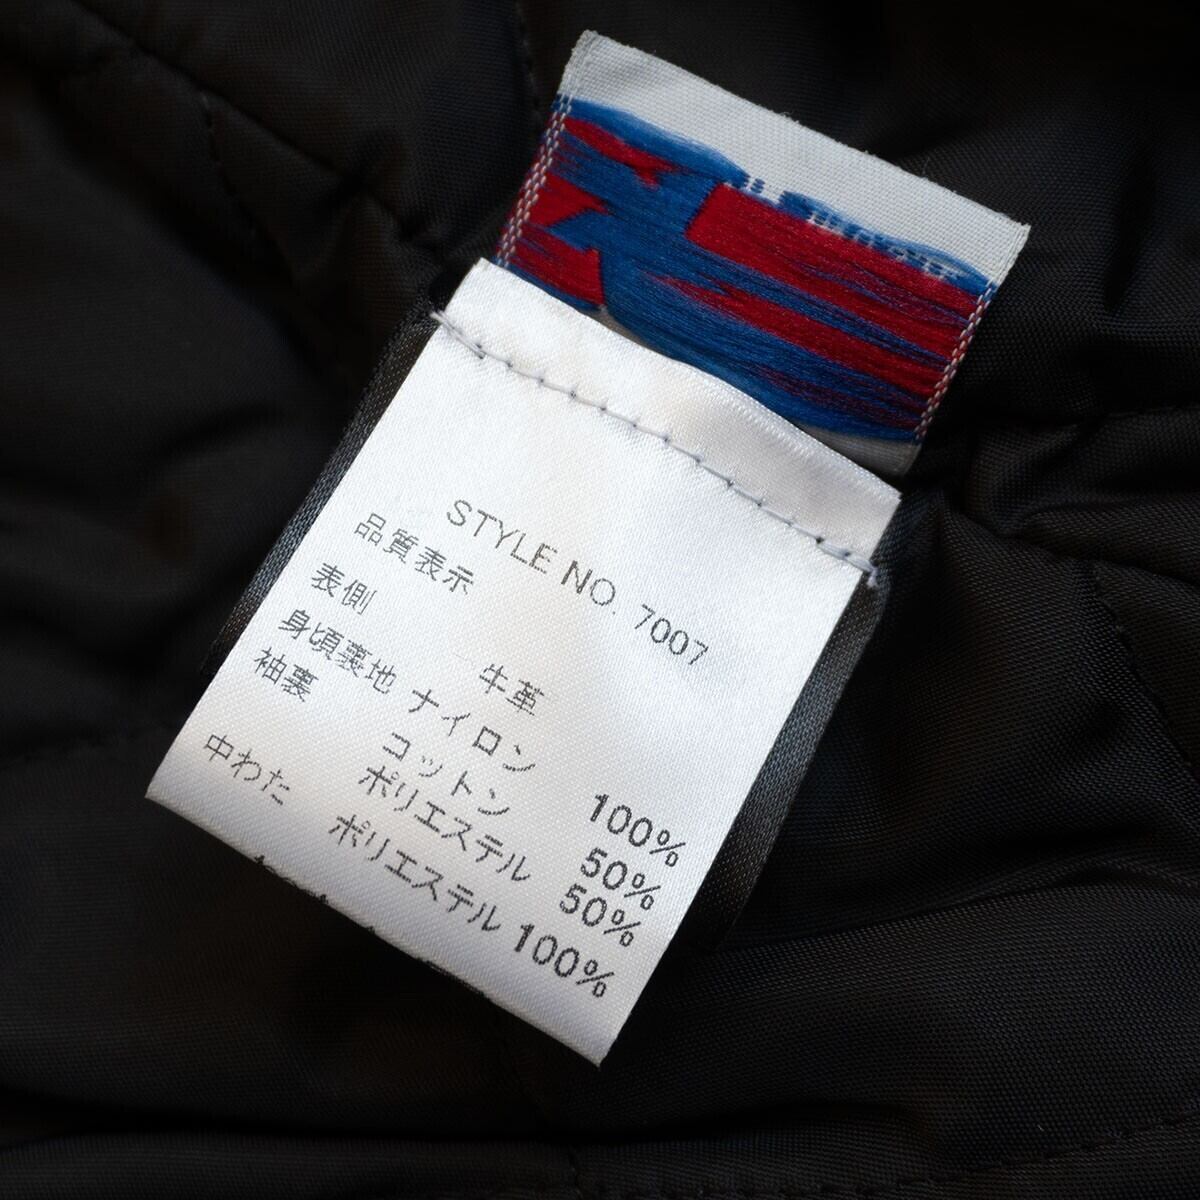 STYLE NO. 7007
品質表示
表側 牛革
身頃裏地 ナイロン 100%
袖裏 コットン 50%
ポリエステル 50%
中わた ポリエステル 100%